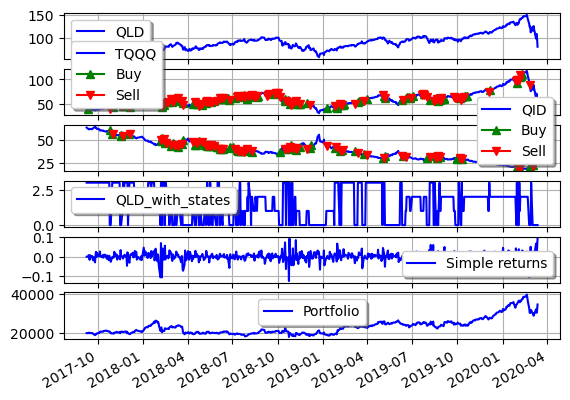 150
100
QLD
TQQQ
Buy
Sell
100
50
QID
Buy
Sell
50
25
2.5
0.0
QLD_with_states
0.1
0.0
−0.1
Simple returns
40000
20000
Portfolio
2017-10
2018-01
2018-04
2018-07
2018-10
2019-01
2019-04
2019-07
2019-10
2020-01
2020-04